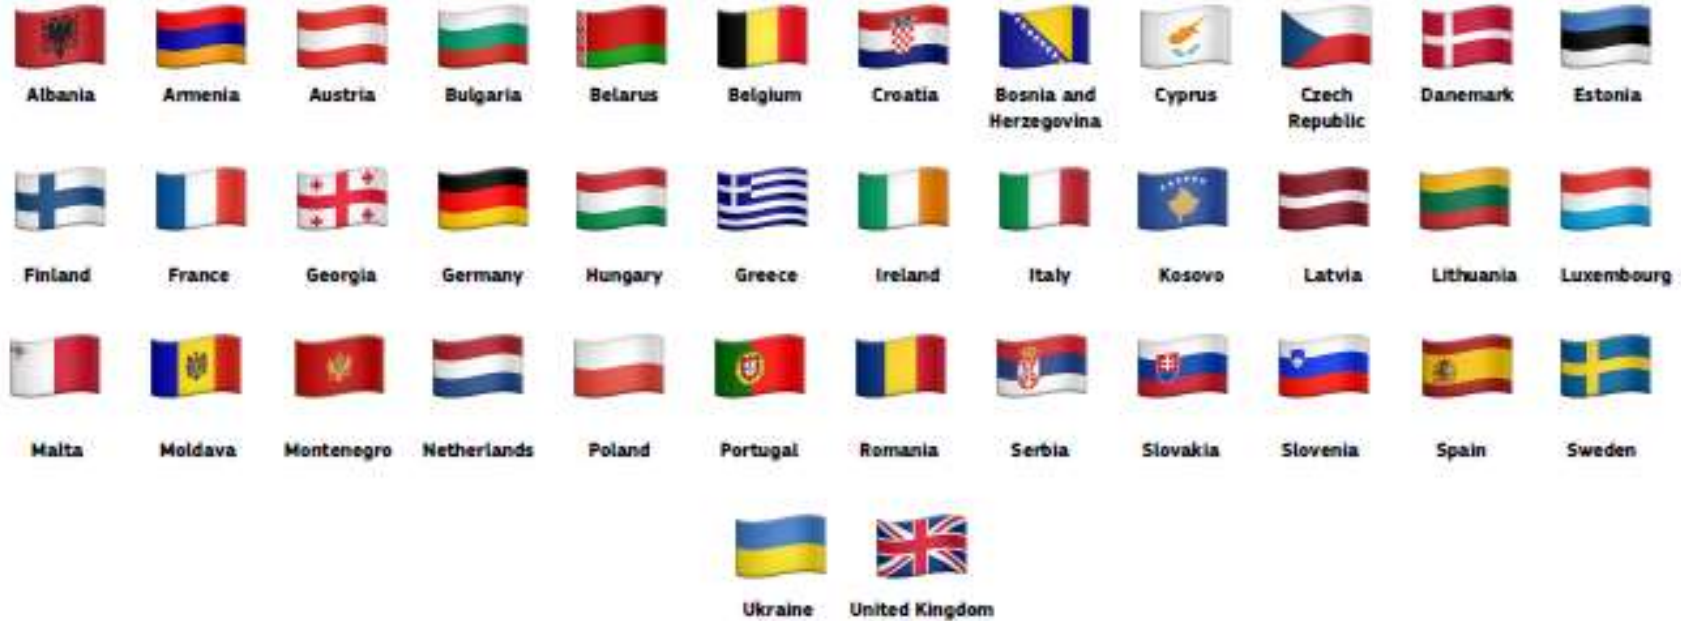 Albania Armenia Austria Bulgaria Belarus Belgium Croatia Bosnia and Cyprus Czech Danemark Estonia
Herzegovina Republic
Finland France Georgia Germany Hungary Greece Ireland Italy Kosovo Latvia Lithuania Luxembourg
Malta Moldava Montenegro Netherlands Poland Portugal Romania Serbia Slovakia Slovenia Spain Sweden
Ukraine United Kingdom